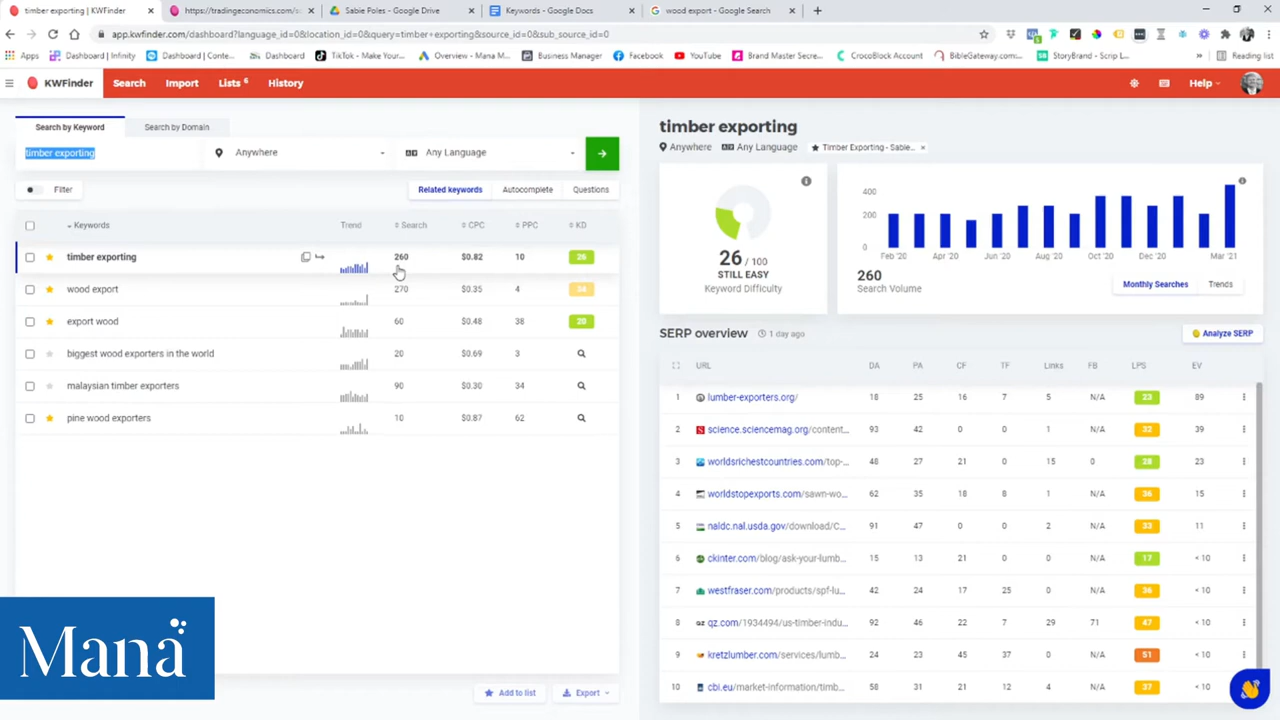 timber exporting | KWFinder
https://tradingeconomics.com/s
Sabie Poles - Google Drive
Keywords - Google Docs
wood export - Google Search
app.kwfinder.com/dashboard?language_id=0&location_id=0&query=timber+exporting&source_id=0&sub_source_id=0
Apps
Dashboard | Infinity
Dashboard | Conte...
Dashboard
TikTok - Make Your...
Overview - Mana M...
Business Manager
Facebook
YouTube
Brand Master Secre...
CrocoBlock Account
BibleGateway.com:...
StoryBrand - Scrip L...
»
Reading list
KWFinder
Search
Import
Lists 6
History
Help
Search by Keyword
Search by Domain
timber exporting
Anywhere
Any Language
Filter
Related keywords
Autocomplete
Questions
Keywords Trend Search CPC PPC KD
timber exporting 260 $0.82 10 26
wood export 270 $0.35 4 34
export wood 60 $0.48 38 20
biggest wood exporters in the world 20 $0.69 3
malaysian timber exporters 90 $0.30 34
pine wood exporters 10 $0.87 62
Add to list
Export
Manä
timber exporting
Anywhere
Any Language
Timber Exporting - Sabie... ×
26 / 100
STILL EASY
Keyword Difficulty
400
200
0
Feb '20 Apr '20 Jun '20 Aug '20 Oct '20 Dec '20 Mar '21
260
Search Volume
Monthly Searches
Trends
SERP overview
1 day ago
Analyze SERP
URL DA PA CF TF Links FB LPS EV
1 lumber-exporters.org/ 18 25 16 7 5 N/A 23 89
2 science.sciencemag.org/content... 93 42 0 0 1 N/A 32 39
3 worldsrichestcountries.com/top-... 48 27 21 0 15 0 28 23
4 worldstopexports.com/sawn-wo... 62 35 18 8 1 N/A 36 15
5 naldc.nal.usda.gov/download/C... 91 47 0 0 2 N/A 33 11
6 ckinter.com/blog/ask-your-lumb... 15 13 21 0 0 N/A 17 < 10
7 westfraser.com/products/spf-lu... 42 24 17 25 0 N/A 36 < 10
8 qz.com/1934494/us-timber-indu... 92 46 22 7 29 71 47 < 10
9 kretzlumber.com/services/lumb... 24 23 45 37 0 N/A 51 < 10
10 cbi.eu/market-information/timb... 58 31 21 12 4 N/A 37 < 10